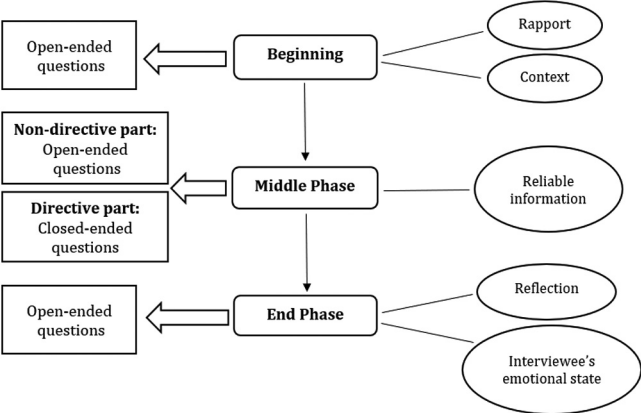 Open-ended
questions
Beginning
Rapport
Context
Non-directive part:
Open-ended
questions
Directive part:
Closed-ended
questions
Middle Phase
Reliable
information
Open-ended
questions
End Phase
Reflection
Interviewee's
emotional state